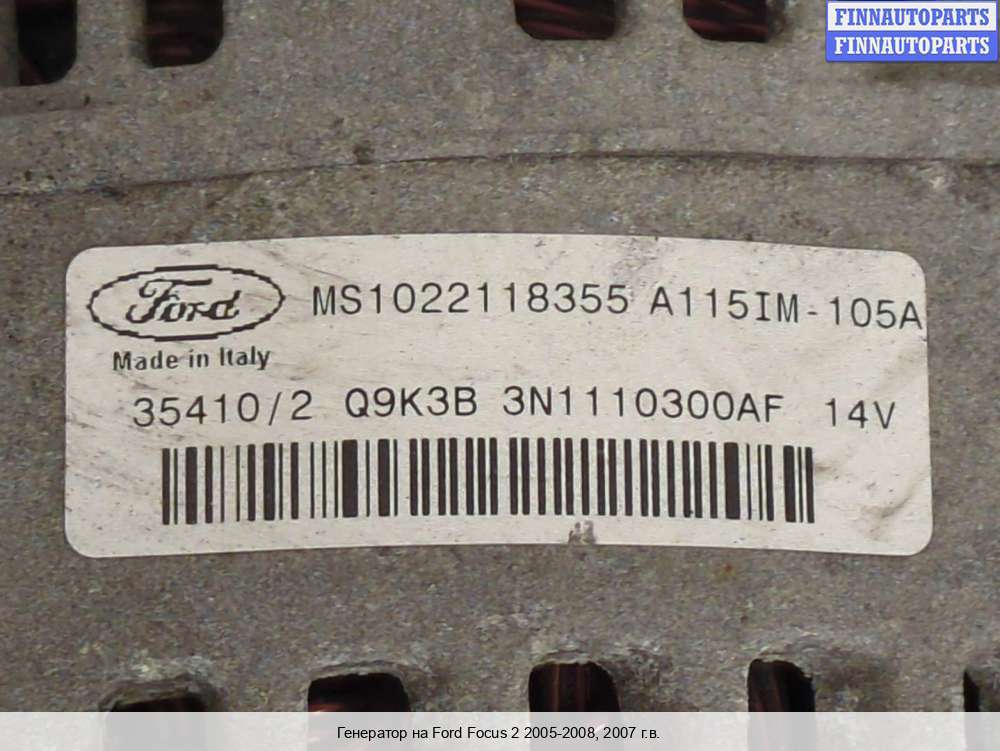 FINNAUTOPARTS
FINNAUTOPARTS
Ford MS1022118355 A115IM-105A
Made in Italy
35410/2 Q9K3B 3N1110300AF 14V
Генератор на Ford Focus 2 2005-2008, 2007 г.в.